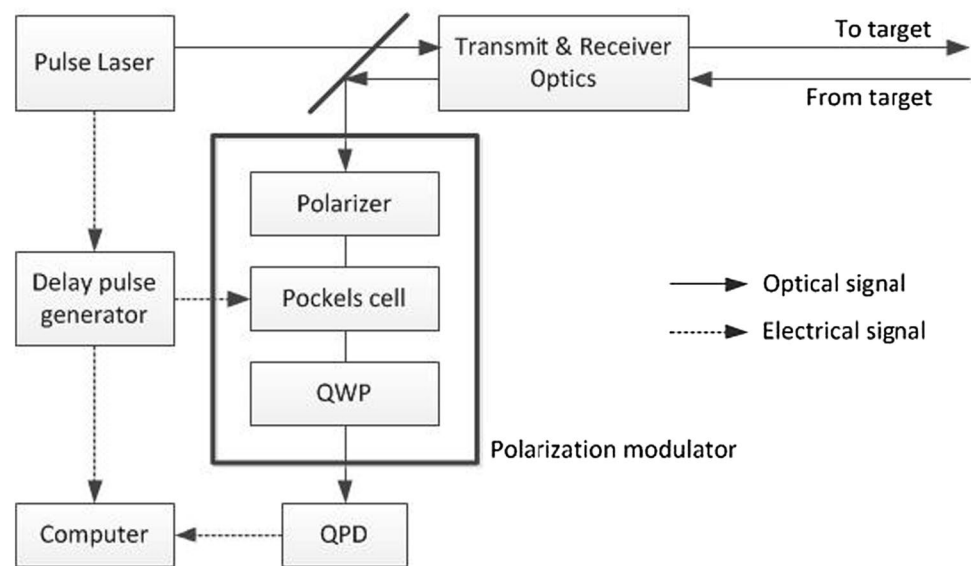 Pulse Laser
Transmit & Receiver
Optics
To target
From target
Polarizer
Delay pulse
generator
Pockels cell
Optical signal
Electrical signal
QWP
Polarization modulator
Computer
QPD